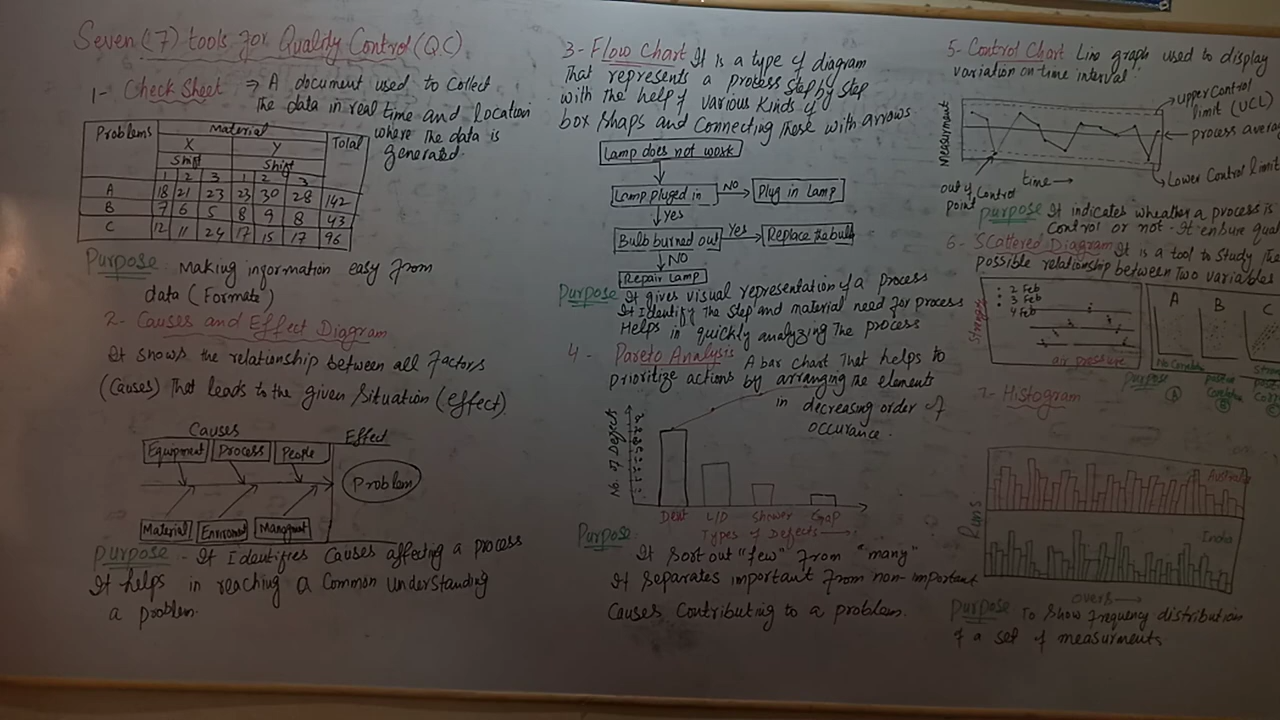 Seven (7) tools for Quality Control (QC)
1- Check Sheet ⇒ A document used to Collect
the data in real time and location
where the data is
generated.
Problems Material Total
X Y
Shift Shift
1 2 3 1 2 3
A 18 21 23 23 30 28 142
B 7 6 5 8 9 8 43
C 12 11 24 17 15 17 96
Purpose: Making information easy from
data (Formate)
2- Causes and Effect Diagram
It shows the relationship between all factors
(Causes) That leads to the given Situation (effect)
Causes Effect
Equipment Process People
Problem
Material Enviroment Mangment
Purpose - It Identifies Causes affecting a process
It helps in reaching a Common Understanding
a problem.
3- Flow Chart It is a type of diagram
That represents a process step by step
with the help of various Kinds of
box shaps and Connecting These with arrows
Lamp does not work
Lamp pluged in NO Plug in Lamp
Yes
Bulb burned out Yes Replace the bulb
NO
Repair Lamp
Purpose It gives visual representation of a process
It Identify The Step and material need for process
Helps in quickly analyzing The process
4- Pareto Analysis A bar chart That helps to
prioritize actions by arranging the elements
in decreasing order of
occurance.
Dent L/D Shower Gap
Types of Defects
Purpose:
It Sort out "few" From "many"
It Separates important From non-important
Causes Contributing to a problem.
5- Control Chart Line graph used to display
variation on time interval
Measurment
upper Control
limit (UCL)
process avera
Lower Control limit
time
out of Control
point
purpose It indicates wheather a process is
Control or not. It ensure qual
6- Scattered Diagram It is a tool to Study The
possible relationship between Two variables
2 Feb
3 Feb
4 Feb
air pressure
A B C
Purpose
A B
7- Histogram
Australia
India
Runs
overs
Purpose To Show frequency distribution
of a set of measurments